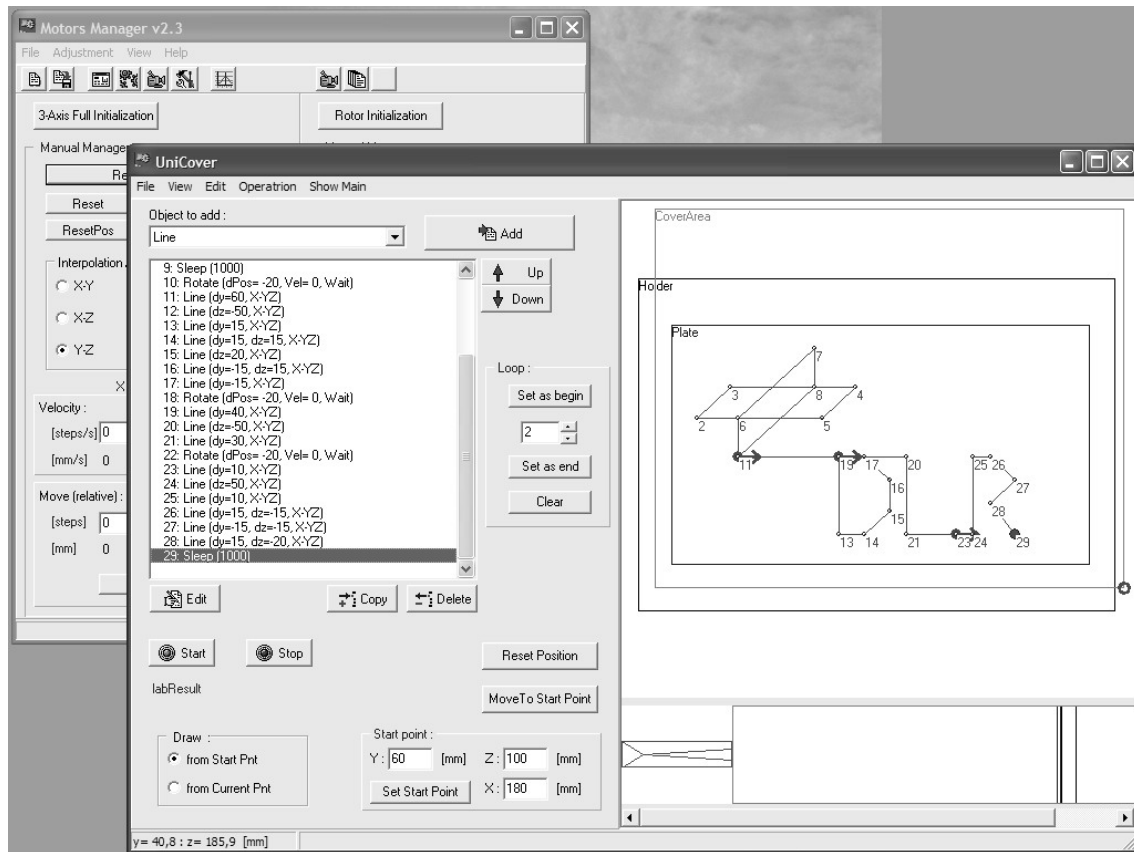 Motors Manager v2.3
File Adjustment View Help
3-Axis Full Initialization
Rotor Initialization
Manual Manage
Re
Reset
ResetPos
Interpolation
X-Y
X-Z
Y-Z
X
Velocity :
[steps/s] 0
[mm/s] 0
Move (relative) :
[steps] 0
[mm] 0
UniCover
File View Edit Operatrion Show Main
Object to add :
Line
Add
9: Sleep (1000)
10: Rotate (dPos= -20, Vel= 0, Wait)
11: Line (dy=60, X-YZ)
12: Line (dz=-50, X-YZ)
13: Line (dy=15, X-YZ)
14: Line (dy=15, dz=15, X-YZ)
15: Line (dz=20, X-YZ)
16: Line (dy=-15, dz=15, X-YZ)
17: Line (dy=-15, X-YZ)
18: Rotate (dPos= -20, Vel= 0, Wait)
19: Line (dy=40, X-YZ)
20: Line (dz=-50, X-YZ)
21: Line (dy=30, X-YZ)
22: Rotate (dPos= -20, Vel= 0, Wait)
23: Line (dy=10, X-YZ)
24: Line (dz=50, X-YZ)
25: Line (dy=10, X-YZ)
26: Line (dy=15, dz=-15, X-YZ)
27: Line (dy=-15, dz=-15, X-YZ)
28: Line (dy=15, dz=-20, X-YZ)
29: Sleep (1000)
Up
Down
Loop :
Set as begin
2
Set as end
Clear
Edit
Copy
Delete
Start
Stop
Reset Position
labResult
MoveTo Start Point
Draw :
from Start Pnt
from Current Pnt
Start point :
Y : 60 [mm] Z : 100 [mm]
Set Start Point X : 180 [mm]
y= 40,8 : z= 185,9 [mm]
CoverArea
Holder
Plate
7
3 8 4
2 6 5
11 19 17 20 25 26
16 27
15 28
13 14 21 23 24 29